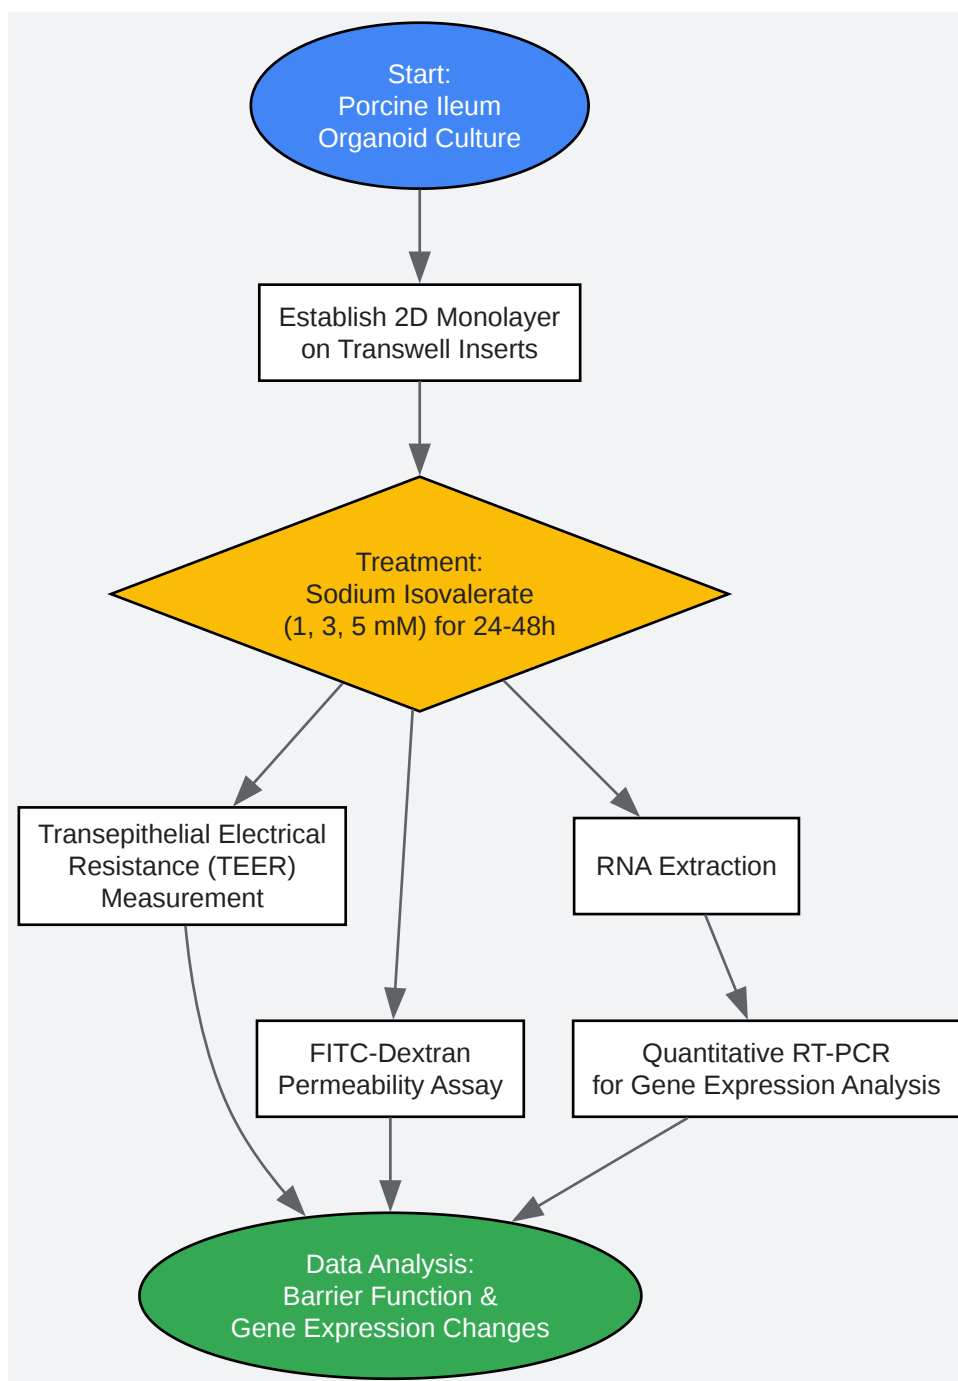 Start:
Porcine Ileum
Organoid Culture
Establish 2D Monolayer
on Transwell Inserts
Treatment:
Sodium Isovalerate
(1, 3, 5 mM) for 24-48h
Transepithelial Electrical
Resistance (TEER)
Measurement
RNA Extraction
FITC-Dextran
Permeability Assay
Quantitative RT-PCR
for Gene Expression Analysis
Data Analysis:
Barrier Function &
Gene Expression Changes